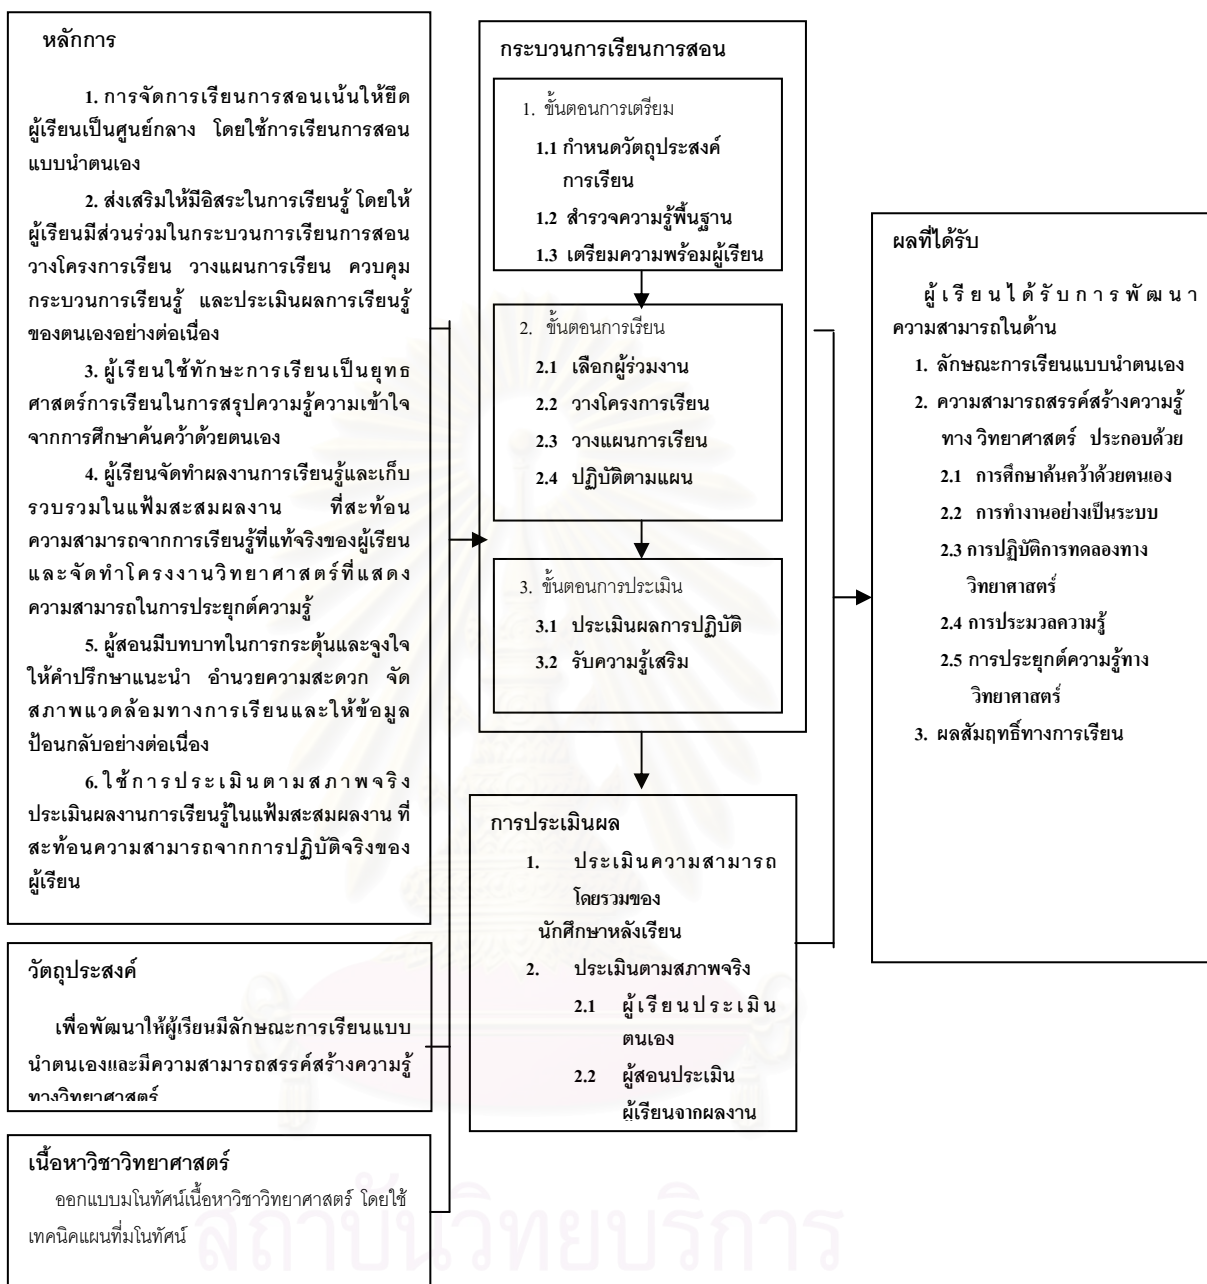 หลักการ
1. การจัดการเรียนการสอนเน้นให้ยึด
ผู้เรียนเป็นศูนย์กลาง โดยใช้การเรียนการสอน
แบบนำตนเอง
2. ส่งเสริมให้มีอิสระในการเรียนรู้ โดยให้
ผู้เรียนมีส่วนร่วมในกระบวนการเรียนการสอน
วางโครงการเรียน วางแผนการเรียน ควบคุม
กระบวนการเรียนรู้ และประเมินผลการเรียนรู้
ของตนเองอย่างต่อเนื่อง
3. ผู้เรียนใช้ทักษะการเรียนเป็นยุทธ
ศาสตร์การเรียนในการสรุปความรู้ความเข้าใจ
จากการศึกษาค้นคว้าด้วยตนเอง
4. ผู้เรียนจัดทำผลงานการเรียนรู้และเก็บ
รวบรวมในแฟ้มสะสมผลงาน ที่สะท้อน
ความสามารถจากการเรียนรู้ที่แท้จริงของผู้เรียน
และจัดทำโครงงานวิทยาศาสตร์ที่แสดง
ความสามารถในการประยุกต์ความรู้
5. ผู้สอนมีบทบาทในการกระตุ้นและจูงใจ
ให้คำปรึกษาแนะนำ อำนวยความสะดวก จัด
สภาพแวดล้อมทางการเรียนและให้ข้อมูล
ป้อนกลับอย่างต่อเนื่อง
6. ใช้การประเมินตามสภาพจริง
ประเมินผลงานการเรียนรู้ในแฟ้มสะสมผลงาน ที่
สะท้อนความสามารถจากการปฏิบัติจริงของ
ผู้เรียน
วัตถุประสงค์
เพื่อพัฒนาให้ผู้เรียนมีลักษณะการเรียนแบบ
นำตนเองและมีความสามารถสรรค์สร้างความรู้
ทางวิทยาศาสตร์
เนื้อหาวิชาวิทยาศาสตร์
ออกแบบมโนทัศน์เนื้อหาวิชาวิทยาศาสตร์ โดยใช้
เทคนิคแผนที่มโนทัศน์
กระบวนการเรียนการสอน
1. ขั้นตอนการเตรียม
1.1 กำหนดวัตถุประสงค์
การเรียน
1.2 สำรวจความรู้พื้นฐาน
1.3 เตรียมความพร้อมผู้เรียน
2. ขั้นตอนการเรียน
2.1 เลือกผู้ร่วมงาน
2.2 วางโครงการเรียน
2.3 วางแผนการเรียน
2.4 ปฏิบัติตามแผน
3. ขั้นตอนการประเมิน
3.1 ประเมินผลการปฏิบัติ
3.2 รับความรู้เสริม
การประเมินผล
1. ประเมินความสามารถ
โดยรวมของ
นักศึกษาหลังเรียน
2. ประเมินตามสภาพจริง
2.1 ผู้เรียนประเมิน
ตนเอง
2.2 ผู้สอนประเมิน
ผู้เรียนจากผลงาน
ผลที่ได้รับ
ผู้เรียนได้รับการพัฒนา
ความสามารถในด้าน
1. ลักษณะการเรียนแบบนำตนเอง
2. ความสามารถสรรค์สร้างความรู้
ทาง วิทยาศาสตร์ ประกอบด้วย
2.1 การศึกษาค้นคว้าด้วยตนเอง
2.2 การทำงานอย่างเป็นระบบ
2.3 การปฏิบัติการทดลองทาง
วิทยาศาสตร์
2.4 การประมวลความรู้
2.5 การประยุกต์ความรู้ทาง
วิทยาศาสตร์
3. ผลสัมฤทธิ์ทางการเรียน
สถาบันวิทยบริการ